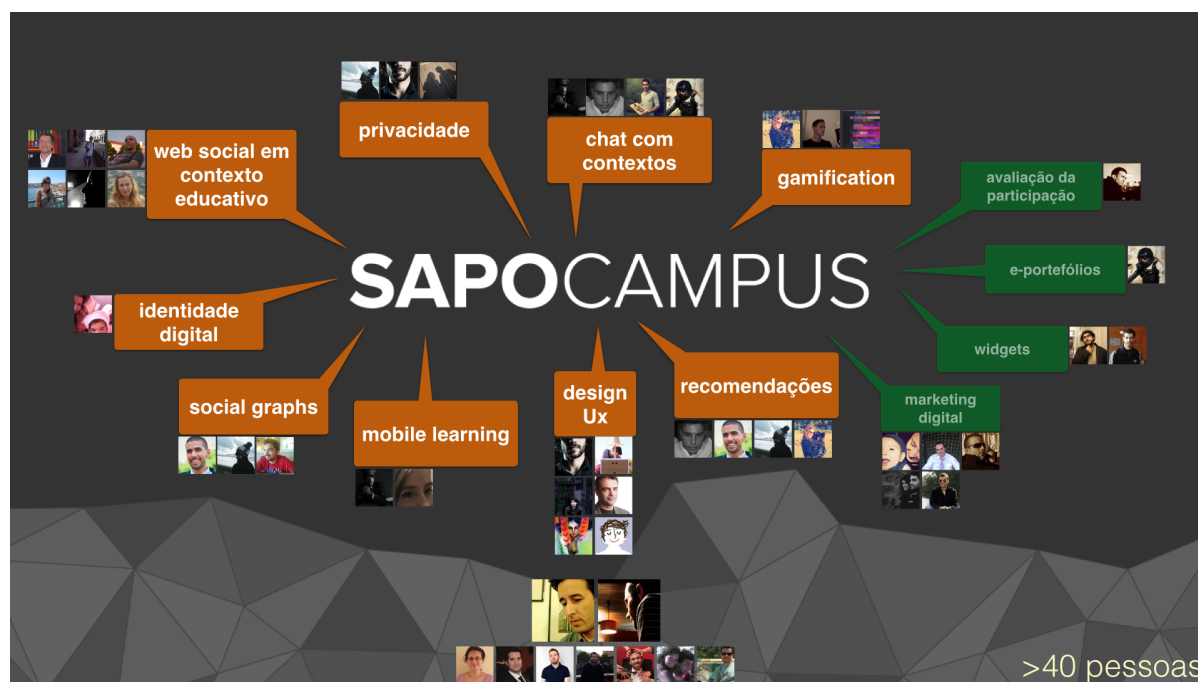 privacidade
chat com
contextos
web social em
contexto
educativo
gamification
avaliação da
participação
SAPOCAMPUS
e-portefólios
identidade
digital
widgets
social graphs
mobile learning
design
Ux
recomendações
marketing
digital
>40 pessoas